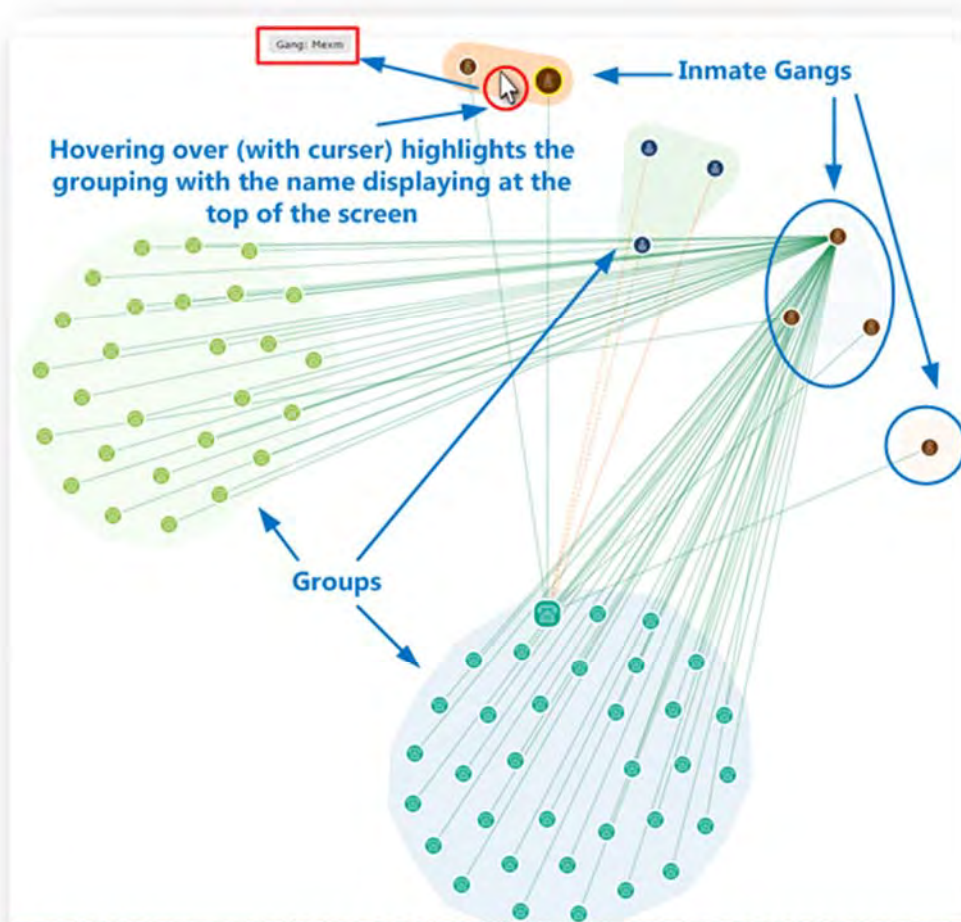 Gang: Mexm
Inmate Gangs
Hovering over (with curser) highlights the
grouping with the name displaying at the
top of the screen
Groups